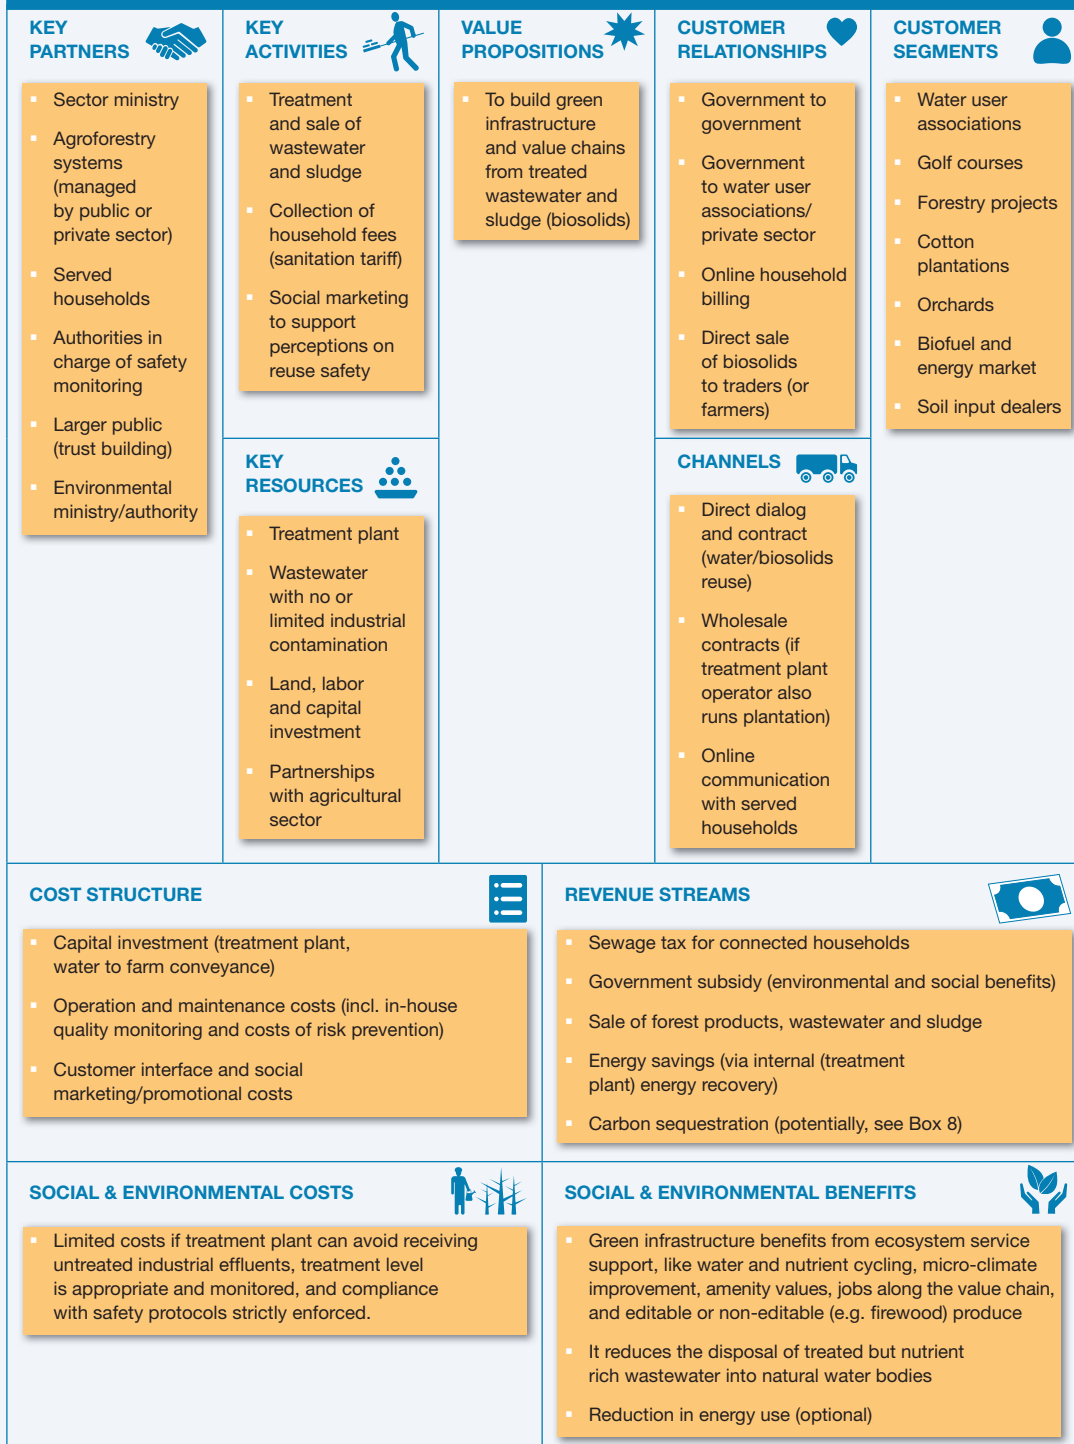 KEY
PARTNERS
Sector ministry
Agroforestry
systems
(managed
by public or
private sector)
Served
households
Authorities in
charge of safety
monitoring
Larger public
(trust building)
Environmental
ministry/authority
KEY
ACTIVITIES
Treatment
and sale of
wastewater
and sludge
Collection of
household fees
(sanitation tariff)
Social marketing
to support
perceptions on
reuse safety
KEY
RESOURCES
Treatment plant
Wastewater
with no or
limited industrial
contamination
Land, labor
and capital
investment
Partnerships
with agricultural
sector
VALUE
PROPOSITIONS
To build green
infrastructure
and value chains
from treated
wastewater and
sludge (biosolids)
CUSTOMER
RELATIONSHIPS
Government to
government
Government
to water user
associations/
private sector
Online household
billing
Direct sale
of biosolids
to traders (or
farmers)
CHANNELS
Direct dialog
and contract
(water/biosolids
reuse)
Wholesale
contracts (if
treatment plant
operator also
runs plantation)
Online
communication
with served
households
CUSTOMER
SEGMENTS
Water user
associations
Golf courses
Forestry projects
Cotton
plantations
Orchards
Biofuel and
energy market
Soil input dealers
COST STRUCTURE
Capital investment (treatment plant,
water to farm conveyance)
Operation and maintenance costs (incl. in-house
quality monitoring and costs of risk prevention)
Customer interface and social
marketing/promotional costs
REVENUE STREAMS
Sewage tax for connected households
Government subsidy (environmental and social benefits)
Sale of forest products, wastewater and sludge
Energy savings (via internal (treatment
plant) energy recovery)
Carbon sequestration (potentially, see Box 8)
SOCIAL & ENVIRONMENTAL COSTS
Limited costs if treatment plant can avoid receiving
untreated industrial effluents, treatment level
is appropriate and monitored, and compliance
with safety protocols strictly enforced.
SOCIAL & ENVIRONMENTAL BENEFITS
Green infrastructure benefits from ecosystem service
support, like water and nutrient cycling, micro-climate
improvement, amenity values, jobs along the value chain,
and editable or non-editable (e.g. firewood) produce
It reduces the disposal of treated but nutrient
rich wastewater into natural water bodies
Reduction in energy use (optional)